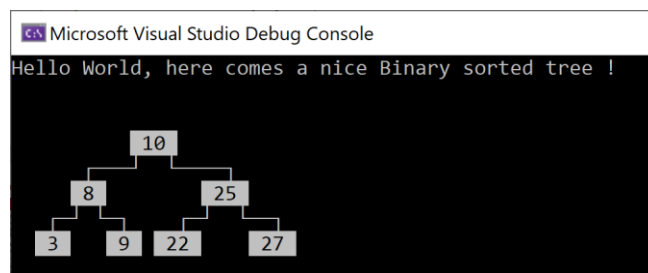 C:\ Microsoft Visual Studio Debug Console
Hello World, here comes a nice Binary sorted tree !
10
8 25
3 9 22 27